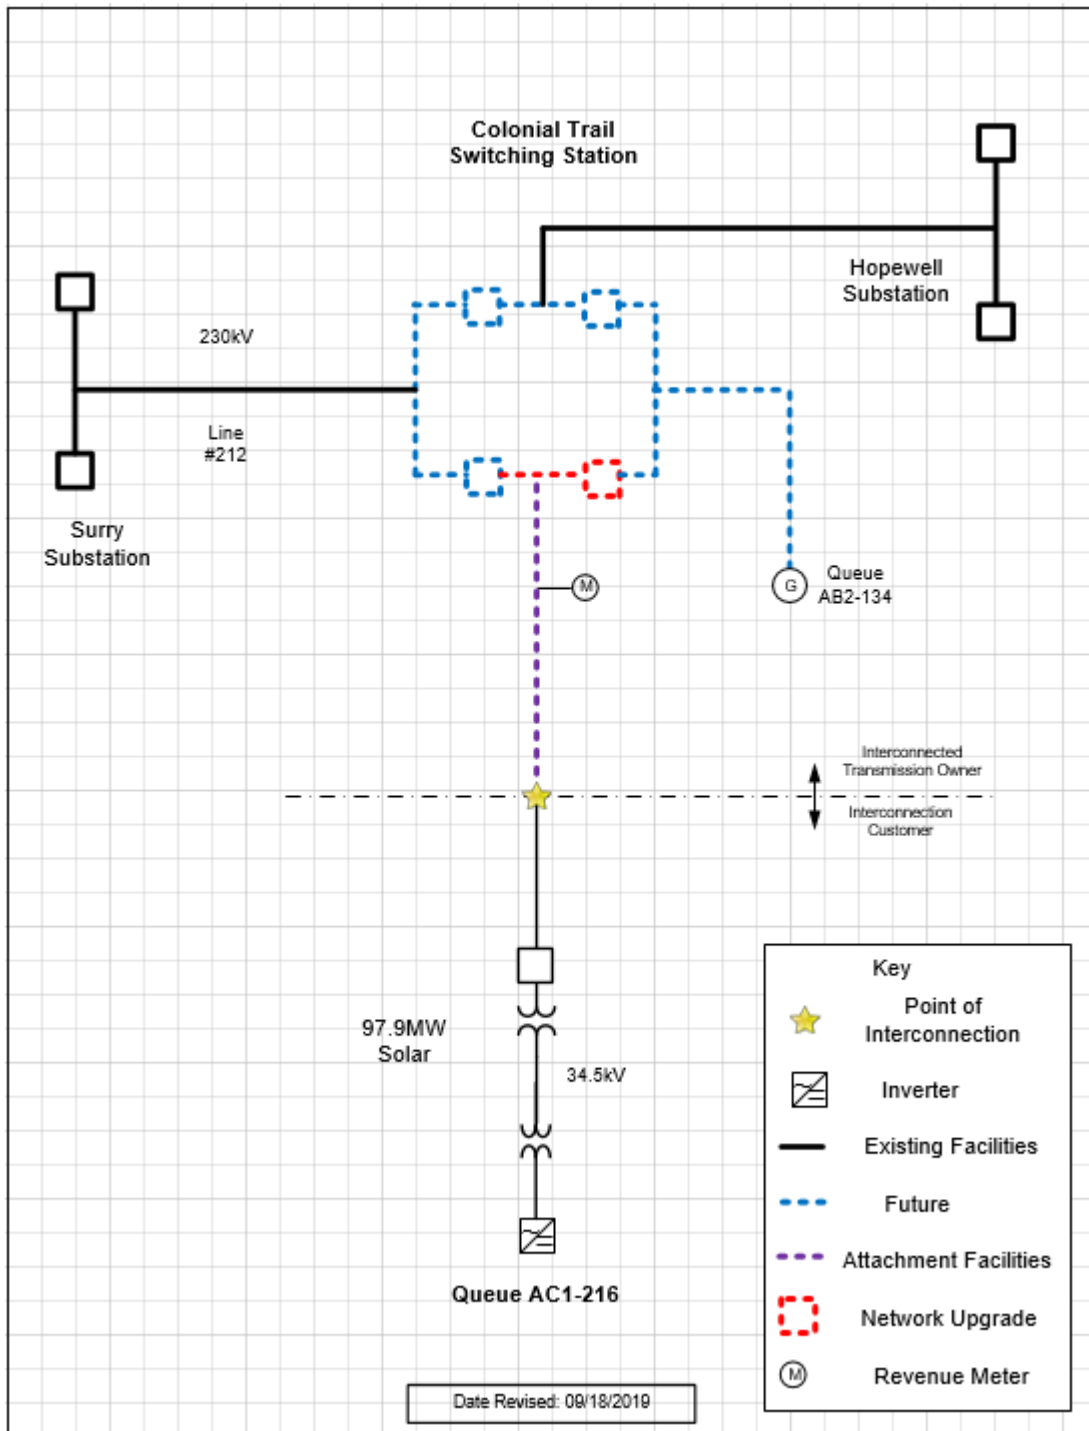 Colonial Trail
Switching Station
Hopewell
Substation
230kV
Line
#212
Surry
Substation
M
G
Queue
AB2-134
Interconnected
Transmission Owner
Interconnection
Customer
97.9MW
Solar
34.5kV
Queue AC1-216
Key
Point of
Interconnection
Inverter
Existing Facilities
Future
Attachment Facilities
Network Upgrade
M
Revenue Meter
Date Revised: 09/18/2019